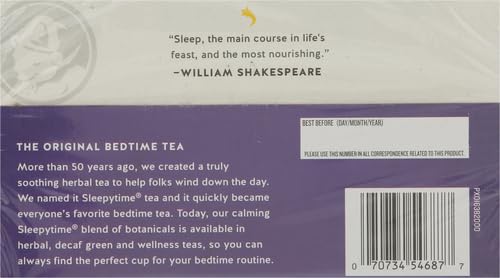 "Sleep, the main course in life's
feast, and the most nourishing."
–WILLIAM SHAKESPEARE
BEST BEFORE (DAY/MONTH/YEAR)
PLEASE USE THIS NUMBER IN ALL CORRESPONDENCE RELATED TO THIS PRODUCT.
THE ORIGINAL BEDTIME TEA
More than 50 years ago, we created a truly
soothing herbal tea to help folks wind down the day.
We named it Sleepytime® tea and it quickly became
everyone's favorite bedtime tea. Today, our calming
Sleepytime® blend of botanicals is available in
herbal, decaf green and wellness teas, so you can
always find the perfect cup for your bedtime routine.
0 70734 54687 7